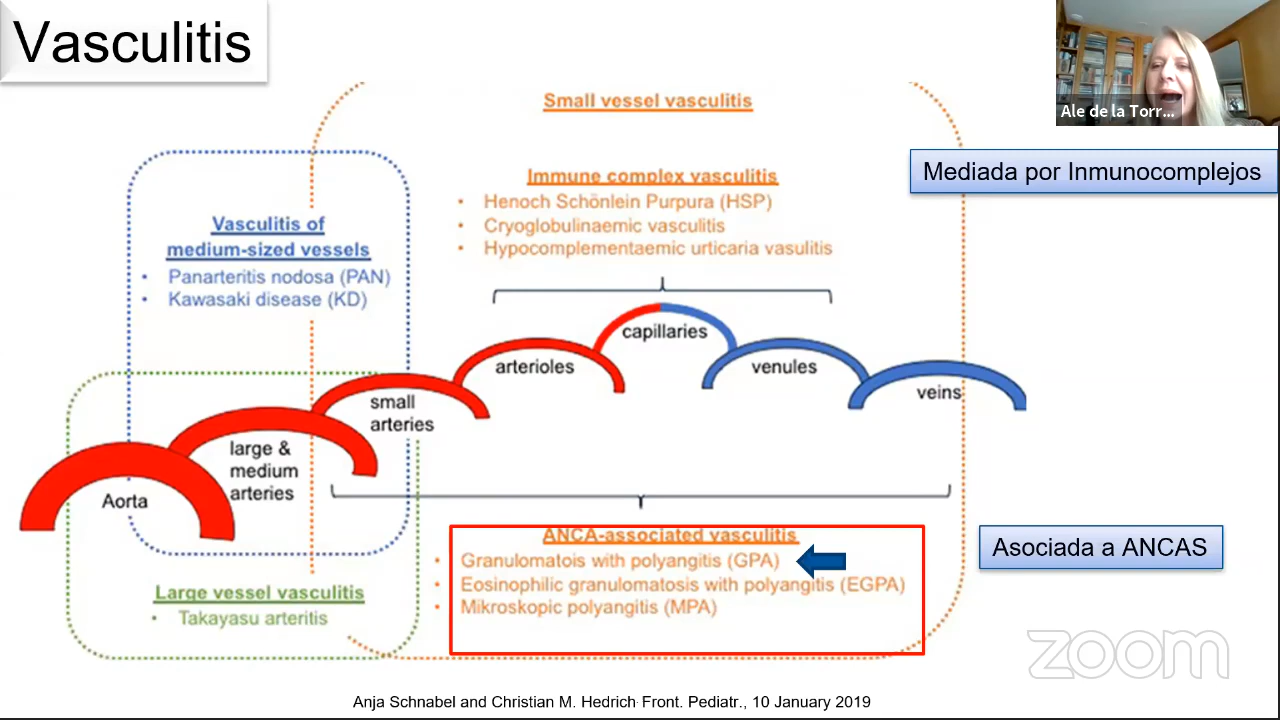 Vasculitis
Ale de la Torr...
Small vessel vasculitis
Mediada por Inmunocomplejos
Immune complex vasculitis
• Henoch Schönlein Purpura (HSP)
• Cryoglobulinaemic vasculitis
• Hypocomplementaemic urticaria vasulitis
Vasculitis of
medium-sized vessels
• Panarteritis nodosa (PAN)
• Kawasaki disease (KD)
capillaries
arterioles
venules
veins
small
arteries
large &
medium
arteries
Aorta
ANCA-associated vasculitis
• Granulomatois with polyangitis (GPA)
• Eosinophilic granulomatosis with polyangitis (EGPA)
• Mikroskopic polyangitis (MPA)
Asociada a ANCAS
Large vessel vasculitis
• Takayasu arteritis
zoom
Anja Schnabel and Christian M. Hedrich Front. Pediatr., 10 January 2019